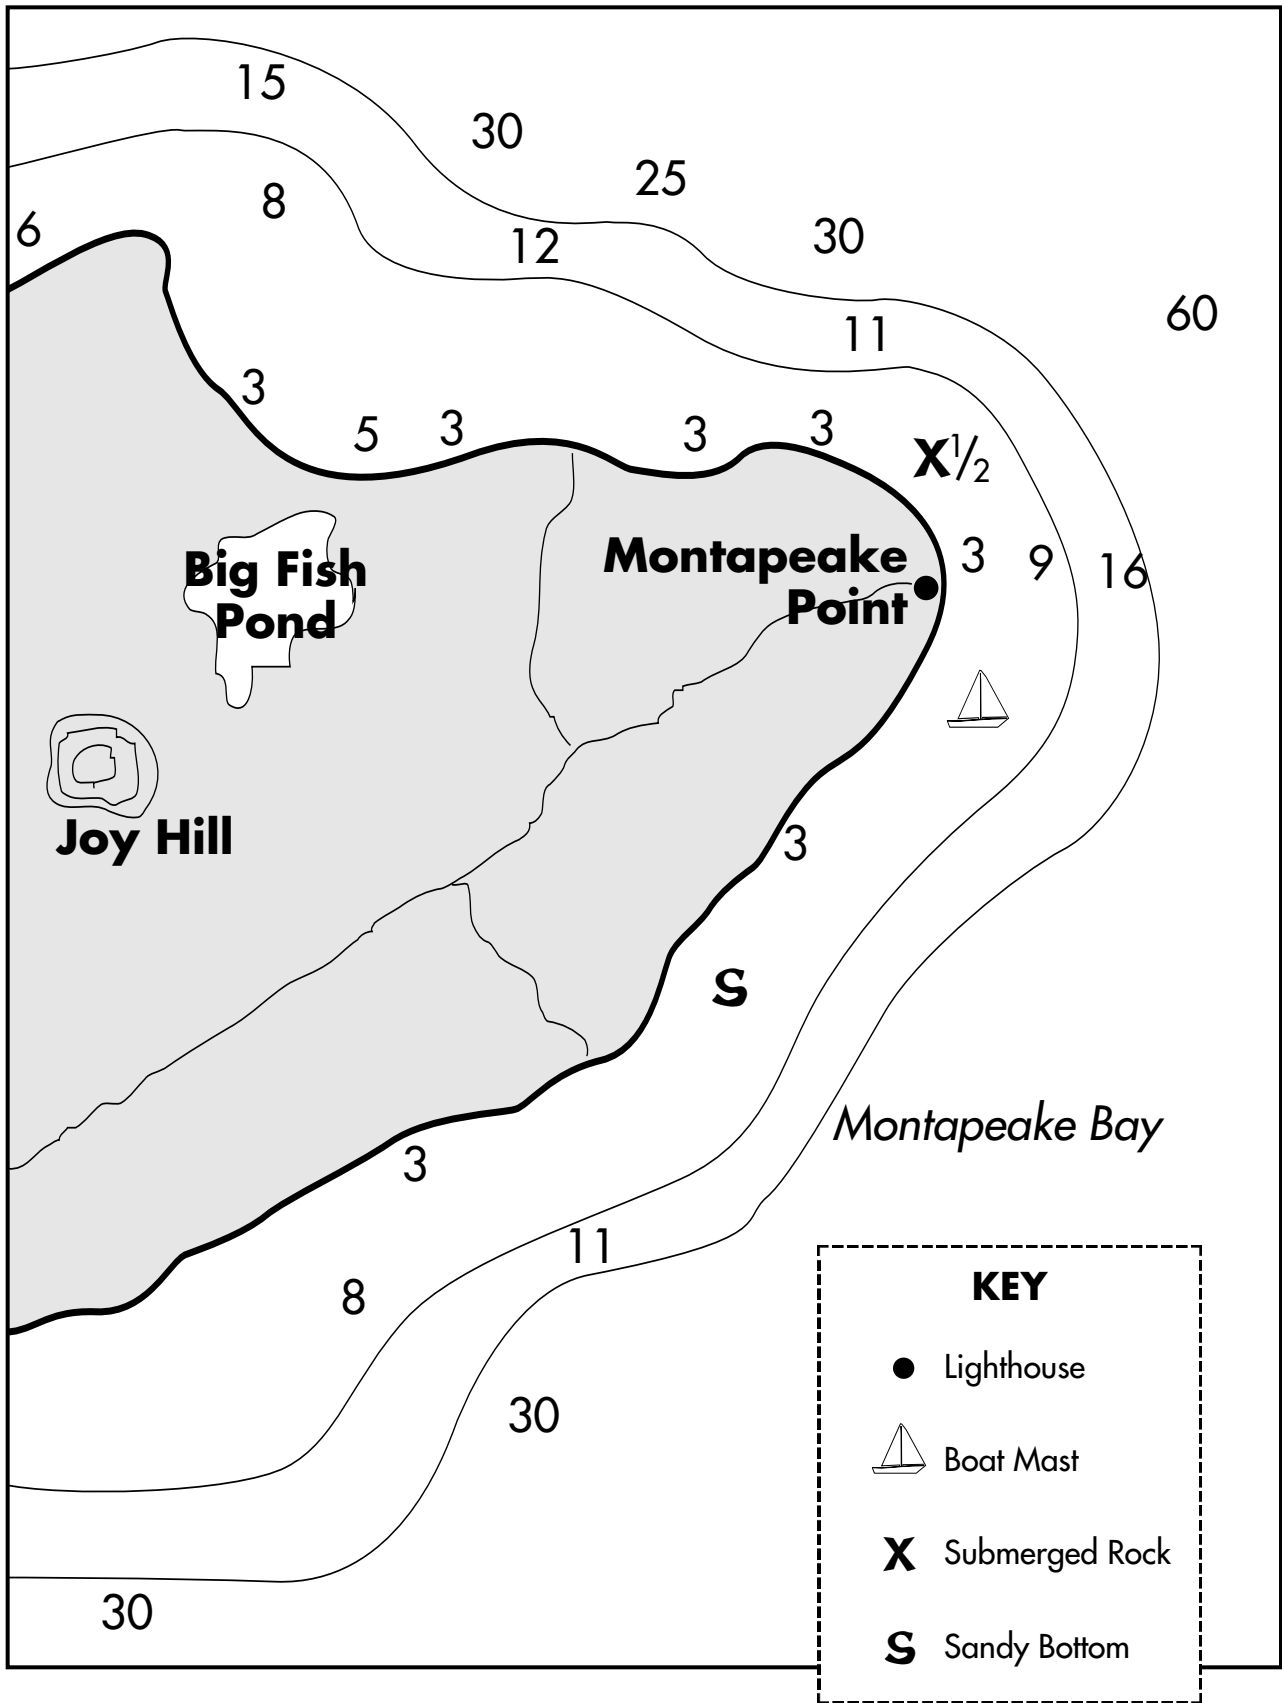 15
30
25
8
6
12
30
60
11
3
5
3
3
3
X½
Montapeake
Point
3
9
16
Big Fish
Pond
Joy Hill
3
S
Montapeake Bay
3
11
8
30
30
KEY
Lighthouse
Boat Mast
X Submerged Rock
S Sandy Bottom